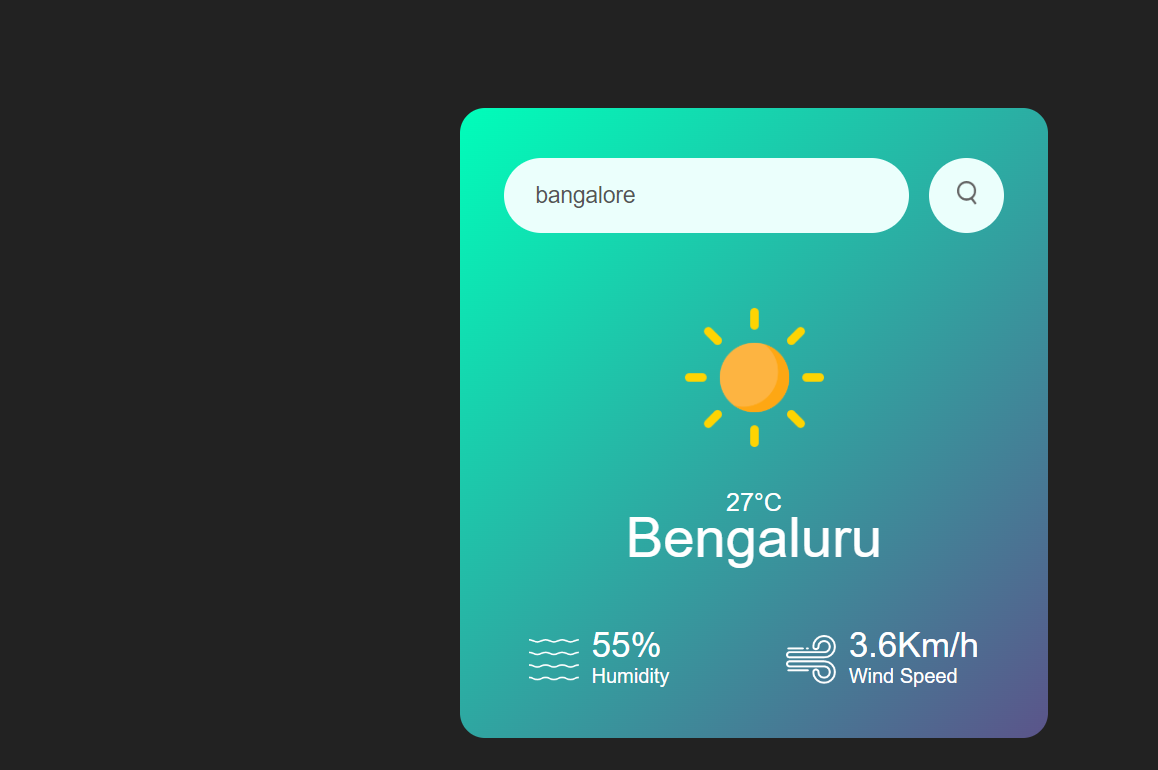 bangalore
27°C
Bengaluru
55%
Humidity
3.6Km/h
Wind Speed